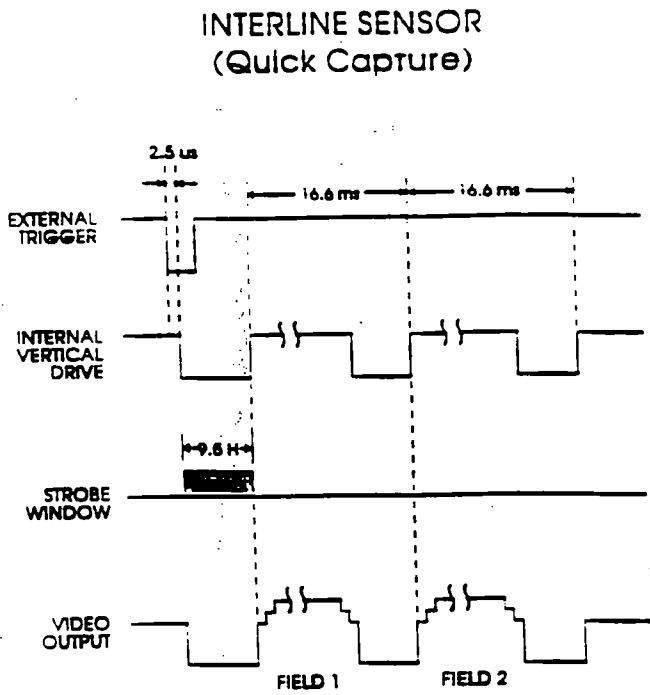 INTERLINE SENSOR
(Quick Capture)
2.5 us
16.6 ms
16.6 ms
EXTERNAL
TRIGGER
INTERNAL
VERTICAL
DRIVE
9.5 H
STROBE
WINDOW
VIDEO
OUTPUT
FIELD 1
FIELD 2